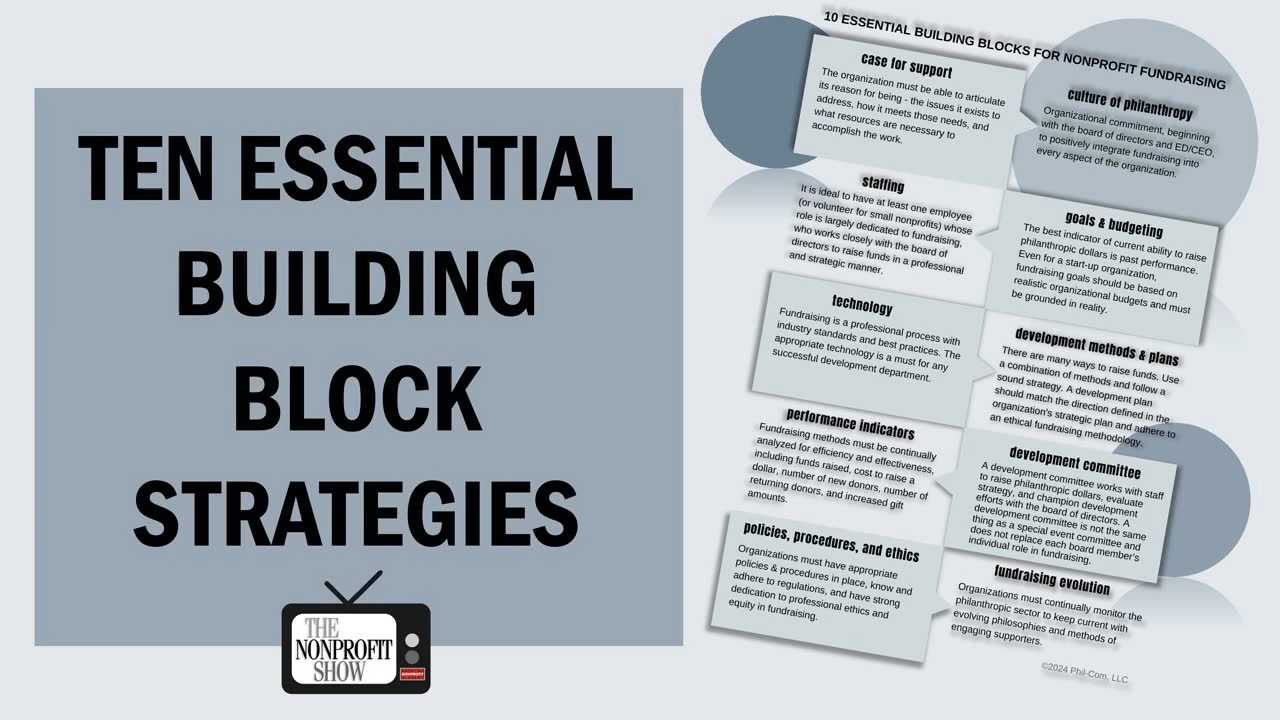 TEN ESSENTIAL
BUILDING
BLOCK
STRATEGIES
THE
NONPROFIT
SHOW
10 ESSENTIAL BUILDING BLOCKS FOR NONPROFIT FUNDRAISING
case for support
The organization must be able to articulate
its reason for being - the issues it exists to
address, how it meets those needs, and
what resources are necessary to
accomplish the work.
culture of philanthropy
Organizational commitment, beginning
with the board of directors and ED/CEO,
to positively integrate fundraising into
every aspect of the organization.
staffing
It is ideal to have at least one employee
(or volunteer for small nonprofits) whose
role is largely dedicated to fundraising,
who works closely with the board of
directors to raise funds in a professional
and strategic manner.
goals & budgeting
The best indicator of current ability to raise
philanthropic dollars is past performance.
Even for a start-up organization,
fundraising goals should be based on
realistic organizational budgets and must
be grounded in reality.
technology
Fundraising is a professional process with
industry standards and best practices. The
appropriate technology is a must for any
successful development department.
development methods & plans
There are many ways to raise funds. Use
a combination of methods and follow a
sound strategy. A development plan
should match the direction defined in the
organization's strategic plan and adhere to
an ethical fundraising methodology.
performance indicators
Fundraising methods must be continually
analyzed for efficiency and effectiveness,
including funds raised, cost to raise a
dollar, number of new donors, number of
returning donors, and increased gift
amounts.
development committee
A development committee works with staff
to raise philanthropic dollars, evaluate
strategy, and champion development
efforts with the board of directors. A
development committee is not the same
thing as a special event committee and
does not replace each board member's
individual role in fundraising.
policies, procedures, and ethics
Organizations must have appropriate
policies & procedures in place, know and
adhere to regulations, and have strong
dedication to professional ethics and
equity in fundraising.
fundraising evolution
Organizations must continually monitor the
philanthropic sector to keep current with
evolving philosophies and methods of
engaging supporters.
©2024 Phil-Com, LLC